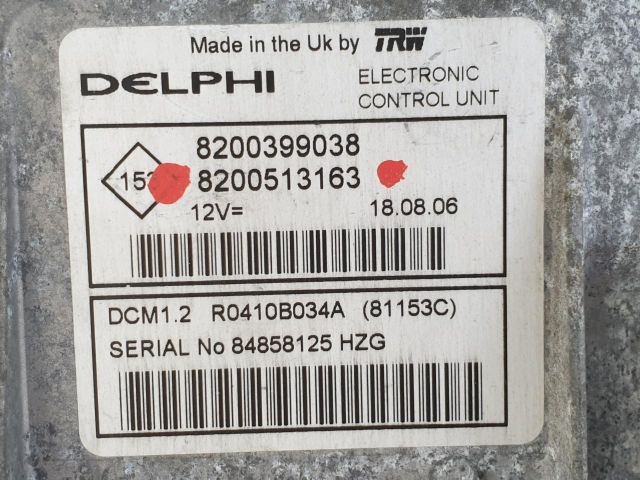 Made in the Uk by TRW
DELPHI
ELECTRONIC
CONTROL UNIT
8200399038
8200513163
12V=
18.08.06
DCM1.2 R0410B034A (81153C)
SERIAL No 84858125 HZG